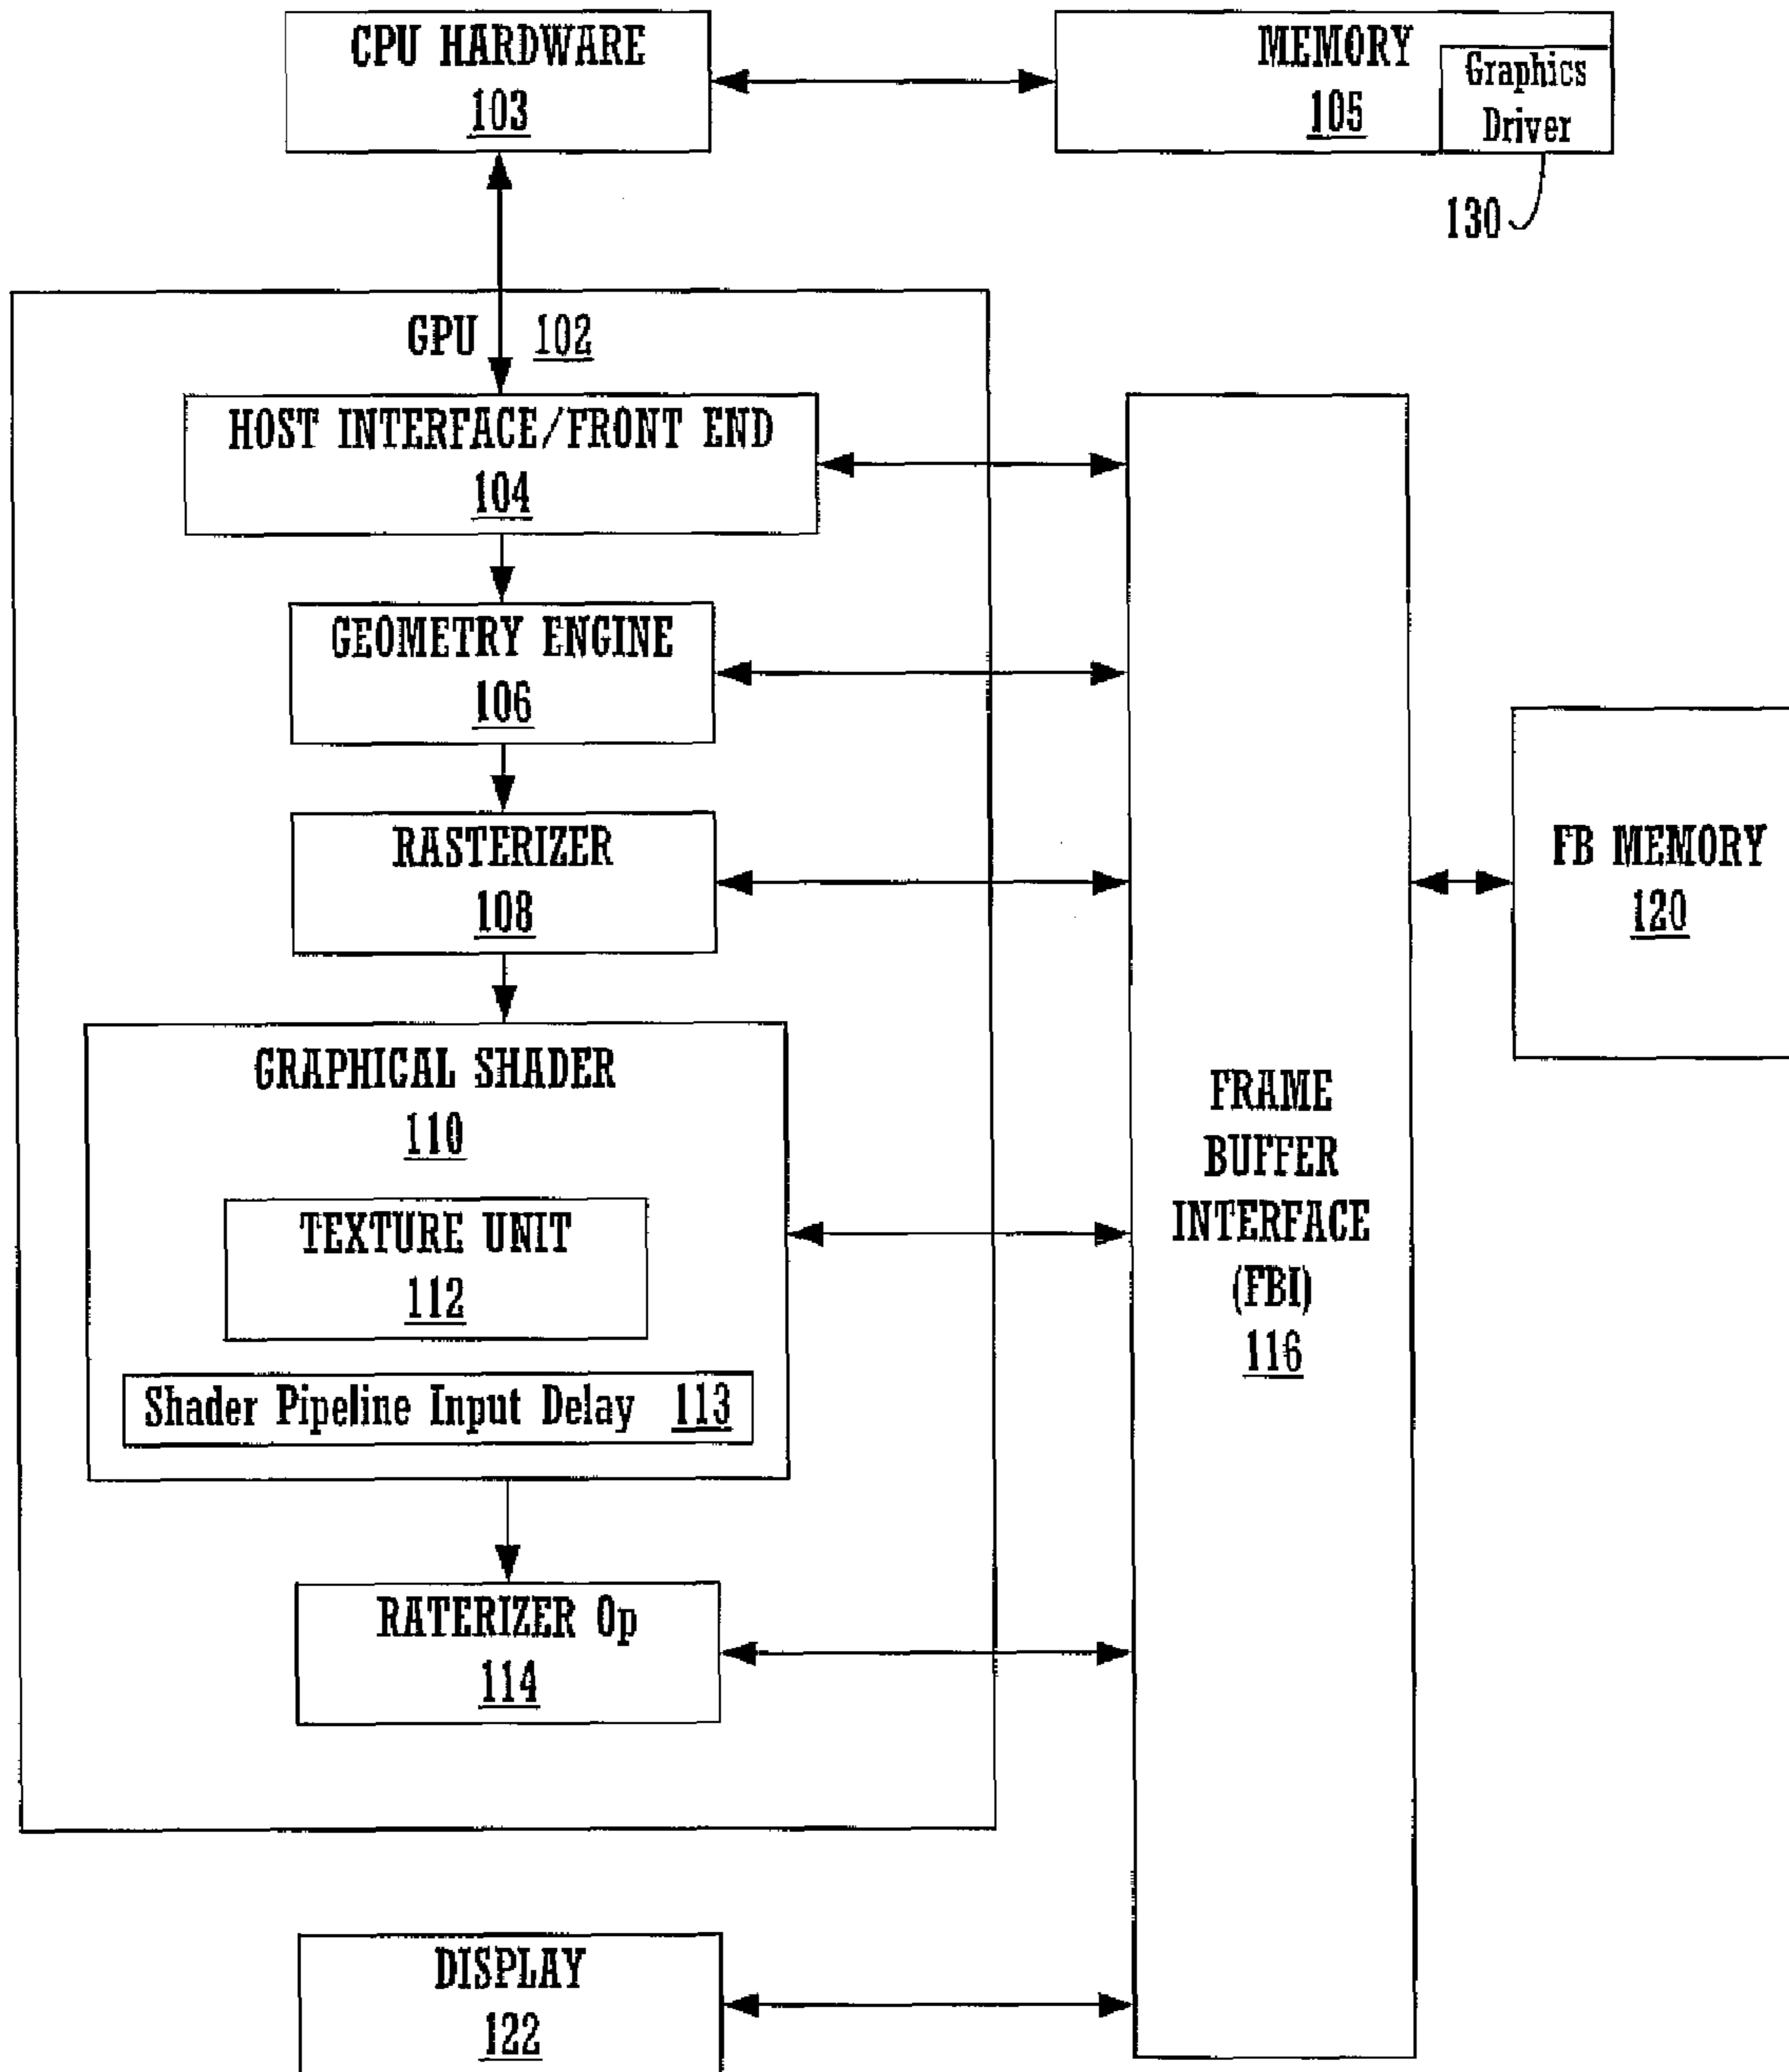 CPU HARDWARE
103
MEMORY
105
Graphics
Driver
130
GPU 102
HOST INTERFACE/FRONT END
104
GEOMETRY ENGINE
106
RASTERIZER
108
GRAPHICAL SHADER
110
TEXTURE UNIT
112
Shader Pipeline Input Delay 113
RATERIZER Op
114
FRAME
BUFFER
INTERFACE
(FBI)
116
FB MEMORY
120
DISPLAY
122